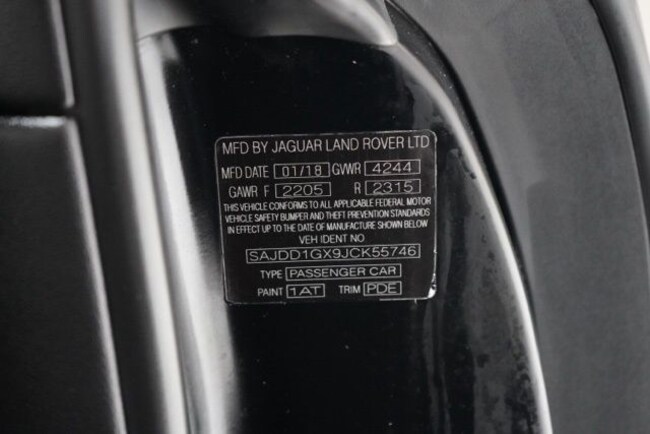 MFD BY JAGUAR LAND ROVER LTD
MFD DATE 01/18 GVWR 4244
GAWR F 2205 R 2315
THIS VEHICLE CONFORMS TO ALL APPLICABLE FEDERAL MOTOR
VEHICLE SAFETY BUMPER AND THEFT PREVENTION STANDARDS
IN EFFECT UP TO THE DATE OF MANUFACTURE SHOWN BELOW
VEH IDENT NO
SAJDD1GX9JCK55746
TYPE PASSENGER CAR
PAINT 1AT TRIM PDE